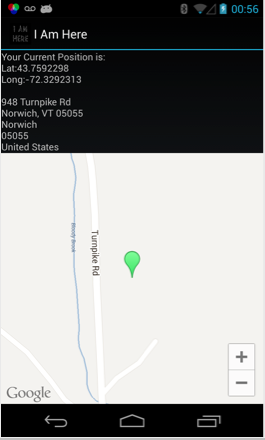 00:56
I AM
HERE
I Am Here
Your Current Position is:
Lat:43.7592298
Long:-72.3292313
948 Turnpike Rd
Norwich, VT 05055
Norwich
05055
United States
Bloody Brook
Turnpike Rd
+
−
Google